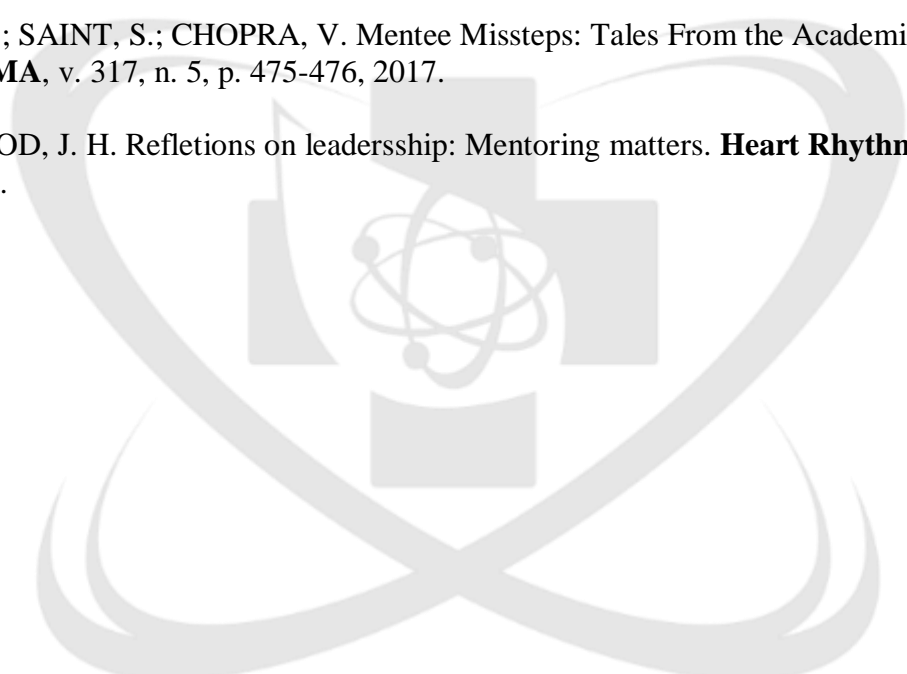 ; SAINT, S.; CHOPRA, V. Mentee Missteps: Tales From the Academi
MA, v. 317, n. 5, p. 475-476, 2017.
OD, J. H. Refletions on leadersship: Mentoring matters. Heart Rhythm
.